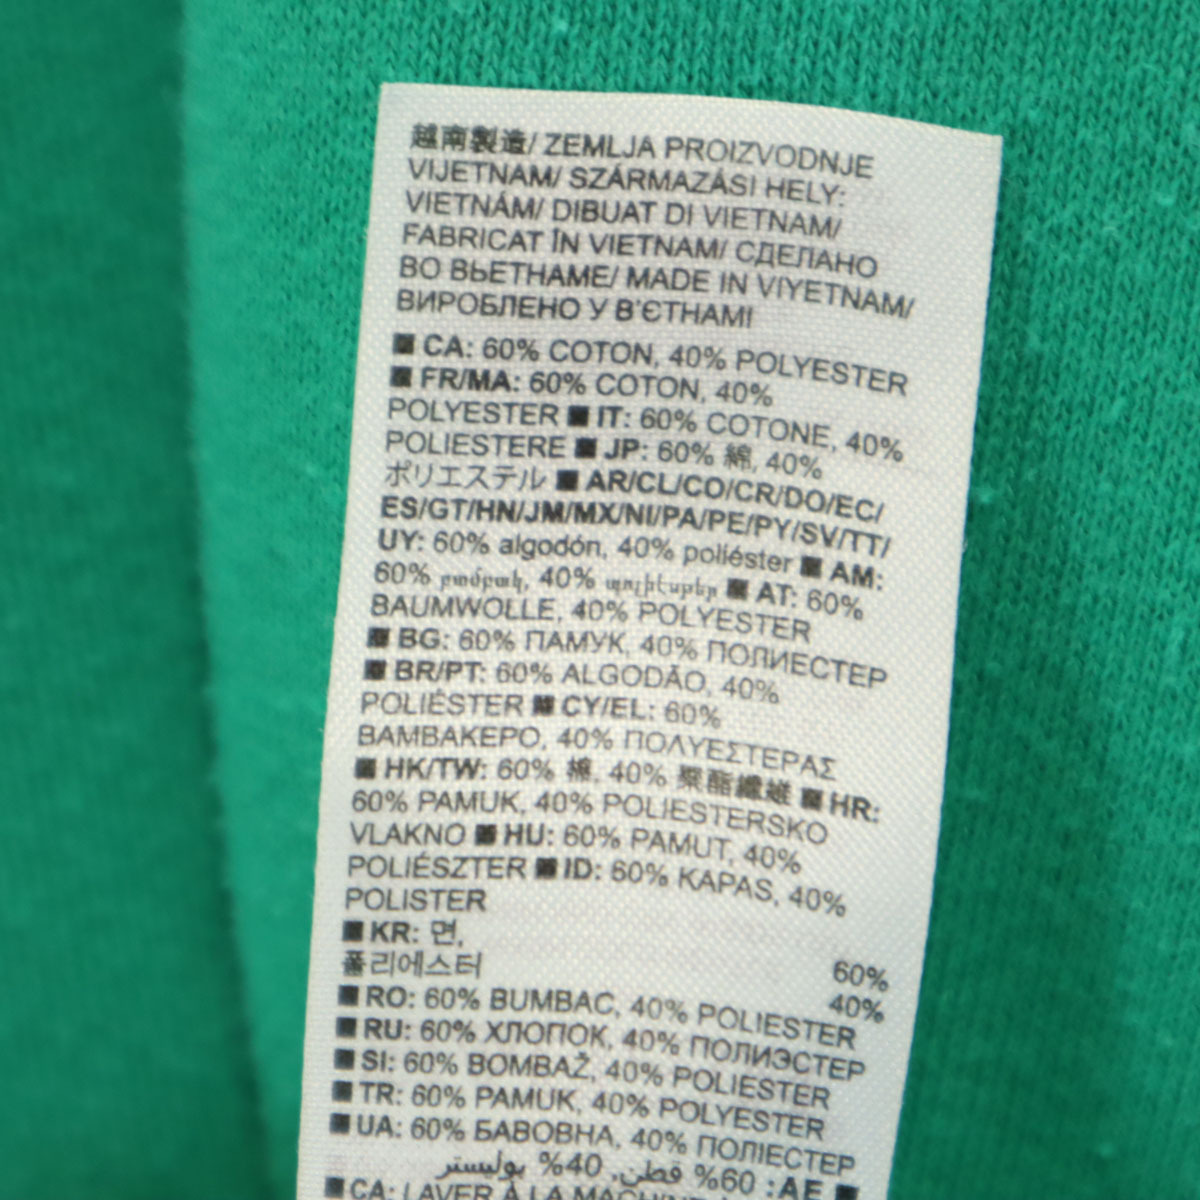 越南製造/ ZEMLJA PROIZVODNJE
VIJETNAM/ SZÁRMAZÁSI HELY:
VIETNÁM/ DIBUAT DI VIETNAM/
FABRICAT ÎN VIETNAM/ СДЕЛАНО
ВО ВЬЕТНАМЕ/ MADE IN VIYETNAM/
ВИРОБЛЕНО У В'ЄТНАМІ
■ CA: 60% COTON, 40% POLYESTER
■ FR/MA: 60% COTON, 40%
POLYESTER ■ IT: 60% COTONE, 40%
POLIESTERE ■ JP: 60% 綿, 40%
ポリエステル ■ AR/CL/CO/CR/DO/EC/
ES/GT/HN/JM/MX/NI/PA/PE/PY/SV/TT/
UY: 60% algodón, 40% poliéster ■ AM:
60% բամբակ, 40% պոլիէսթեր ■ AT: 60%
BAUMWOLLE, 40% POLYESTER
■ BG: 60% ПАМУК, 40% ПОЛИЕСТЕР
■ BR/PT: 60% ALGODÃO, 40%
POLIÉSTER ■ CY/EL: 60%
ΒΑΜΒΑΚΕΡΟ, 40% ΠΟΛΥΕΣΤΕΡΑΣ
■ HK/TW: 60% 棉, 40% 聚酯纖維 ■ HR:
60% PAMUK, 40% POLIESTERSKO
VLAKNO ■ HU: 60% PAMUT, 40%
POLIÉSZTER ■ ID: 60% KAPAS, 40%
POLISTER
■ KR: 면, 60%
폴리에스터 40%
■ RO: 60% BUMBAC, 40% POLIESTER
■ RU: 60% ХЛОПОК, 40% ПОЛИЭСТЕР
■ SI: 60% BOMBAŽ, 40% POLIESTER
■ TR: 60% PAMUK, 40% POLYESTER
■ UA: 60% БАВОВНА, 40% ПОЛІЕСТЕР
■ AE: 60% قطن, 40% بوليستر
■ CA: LAVER À LA MACHINE